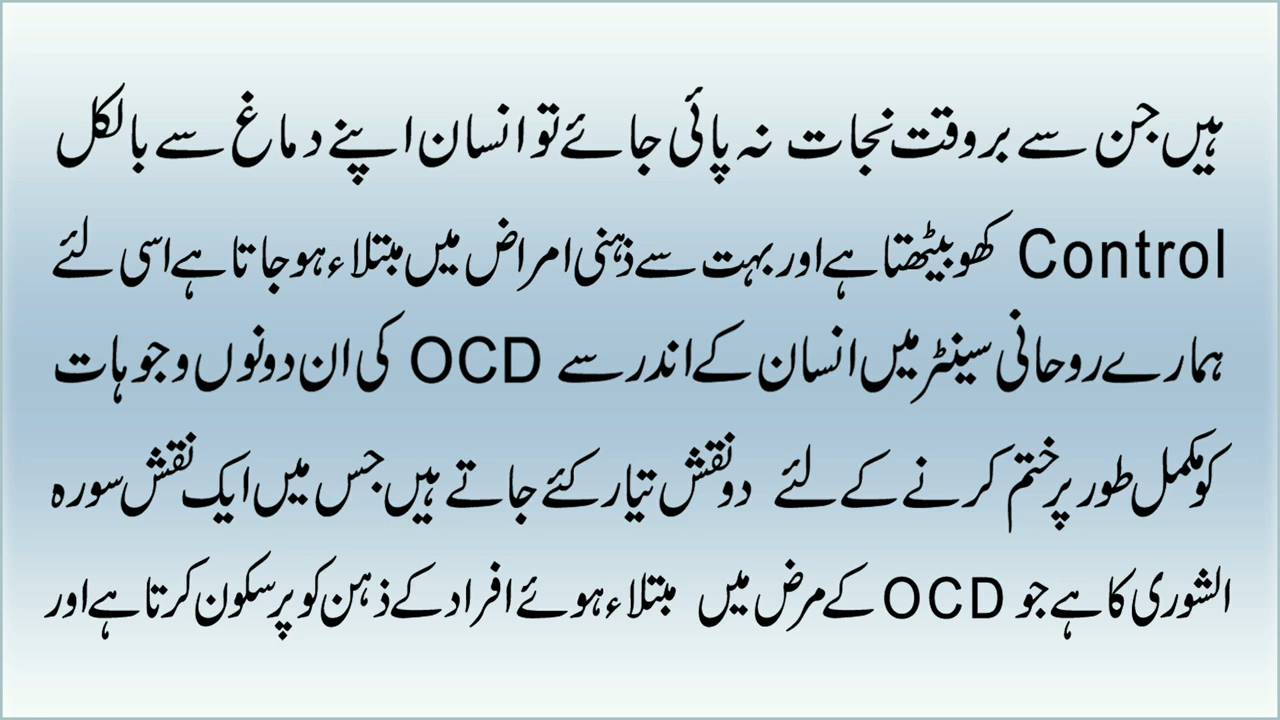 ہیں جن سے بروقت نجات نہ پائی جائے تو انسان اپنے دماغ سے بالکل
Control کھو بیٹھتا ہے اور بہت سے ذہنی امراض میں مبتلاء ہو جاتا ہے اسی لئے
ہمارے روحانی سینٹر میں انسان کے اندر سے OCD کی ان دونوں وجوہات
کو مکمل طور پر ختم کرنے کے لئے دو نقش تیار کئے جاتے ہیں جس میں ایک نقش سورہ
الشوری کا ہے جو OCD کے مرض میں مبتلاء ہوئے افراد کے ذہن کو پر سکون کرتا ہے اور